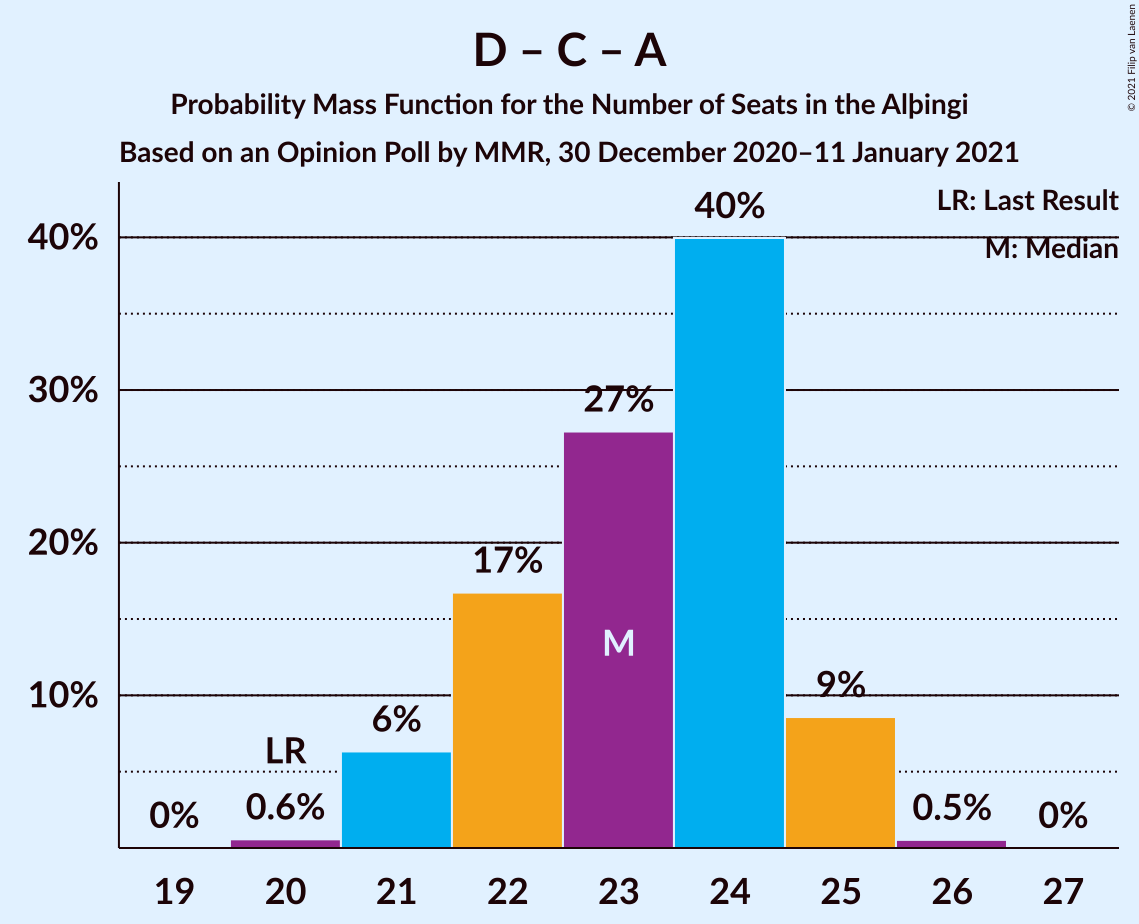 D – C – A
Probability Mass Function for the Number of Seats in the Alþingi
Based on an Opinion Poll by MMR, 30 December 2020–11 January 2021
© 2021 Filip van Laenen
LR: Last Result
M: Median
40%
30%
20%
10%
0%
LR
0.6%
6%
17%
27%
M
40%
9%
0.5%
0%
19 20 21 22 23 24 25 26 27